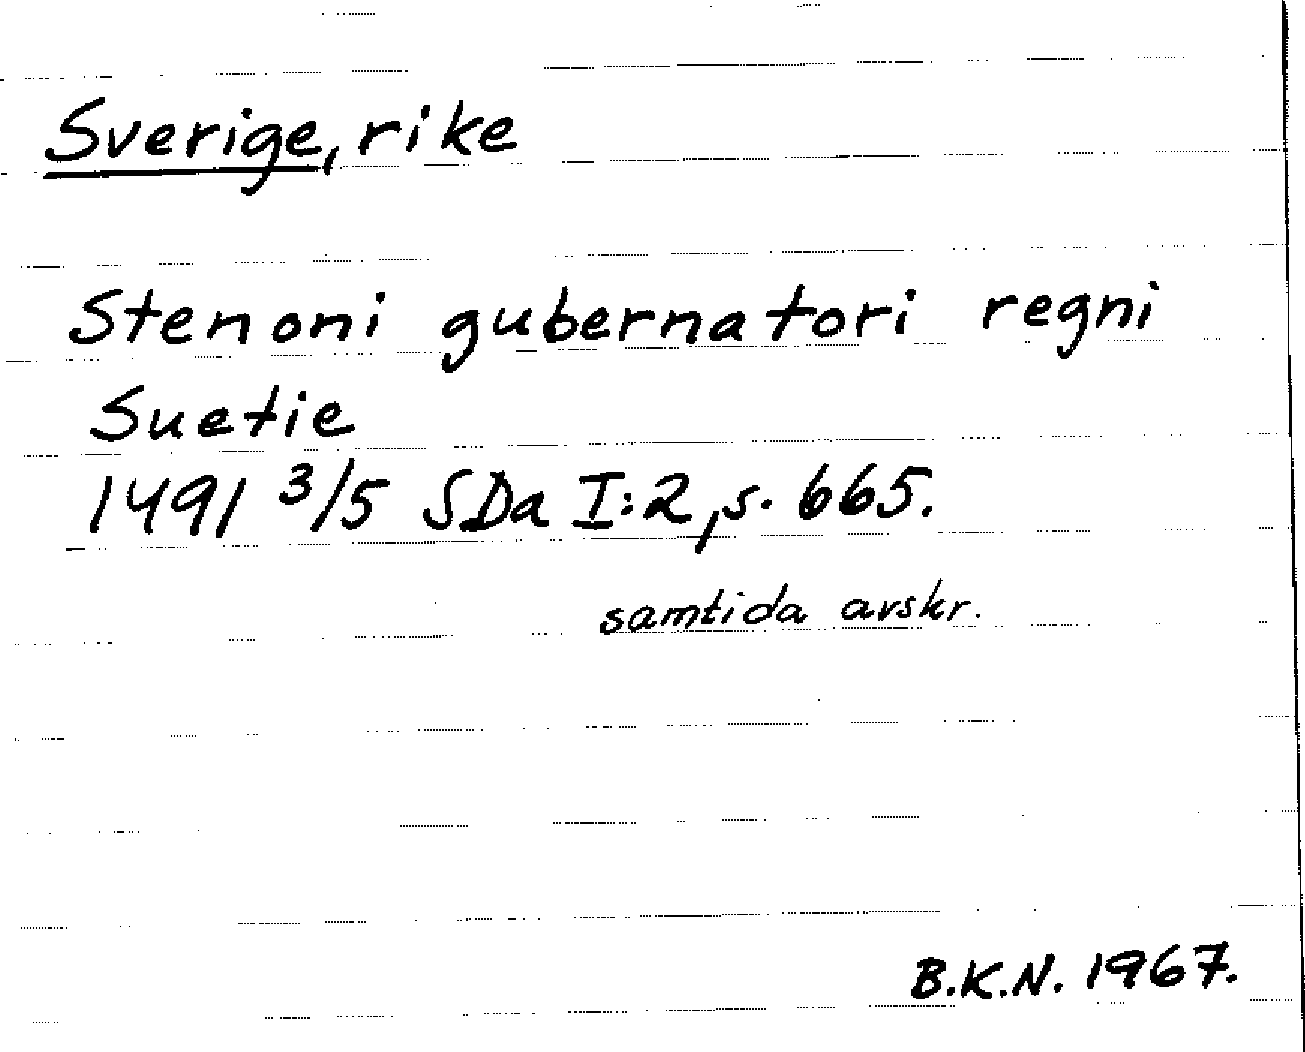 Sverige, rike
Stenoni gubernatori regni
Suetie
1491 3/5 SDa I:2, s. 665.
samtida avskr.
B.K.N. 1967.